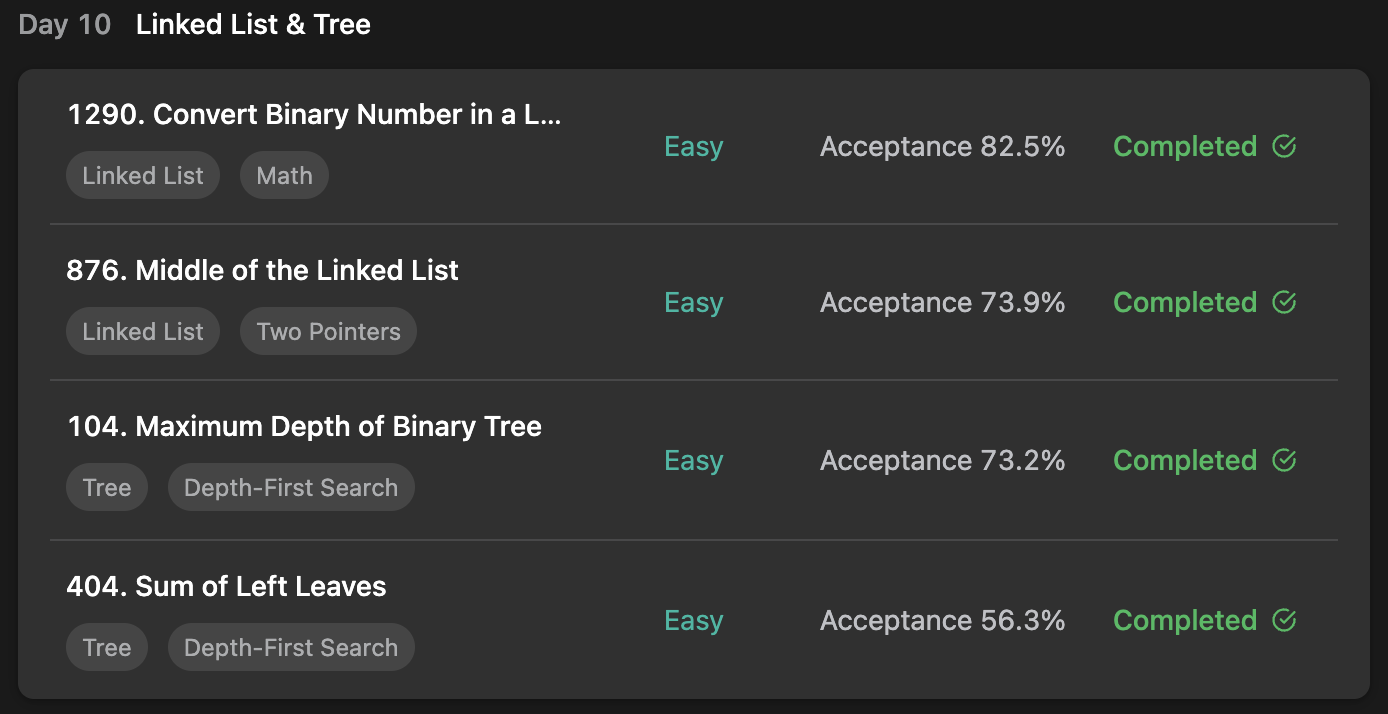 Day 10 Linked List & Tree
1290. Convert Binary Number in a L...
Easy Acceptance 82.5% Completed
Linked List Math
876. Middle of the Linked List
Easy Acceptance 73.9% Completed
Linked List Two Pointers
104. Maximum Depth of Binary Tree
Easy Acceptance 73.2% Completed
Tree Depth-First Search
404. Sum of Left Leaves
Easy Acceptance 56.3% Completed
Tree Depth-First Search